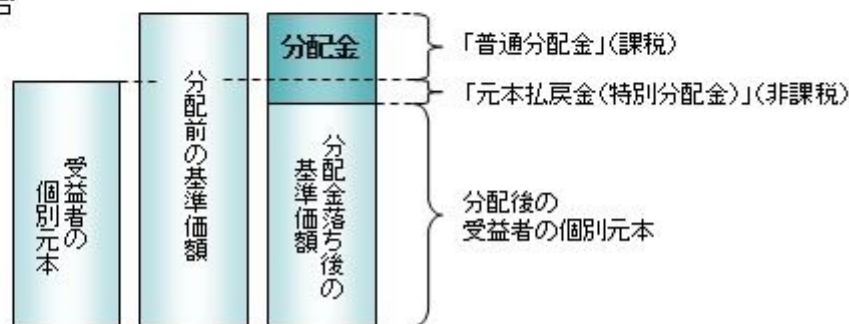 受益者の
個別元本
分配前の基準価額
分配金
分配金落ち後の
基準価額
「普通分配金」(課税)
「元本払戻金(特別分配金)」(非課税)
分配後の
受益者の個別元本